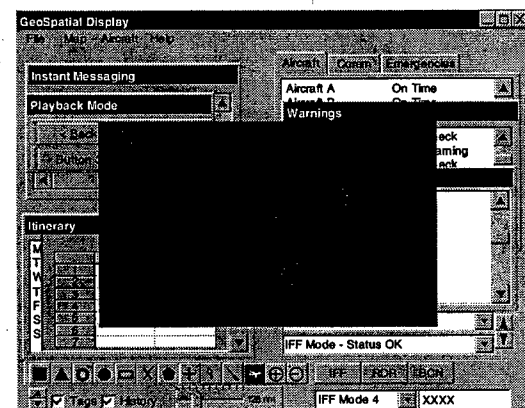 GeoSpatial Display
File Map Aircraft Help
Instant Messaging
Playback Mode
Aircraft Comm Emergencies
Aircraft A On Time
Warnings
eck
arning
eck
Itinerary
M
T
W
T
F
S
S
IFF Mode - Status OK
IFF
Tags History
IFF Mode 4 XXXX